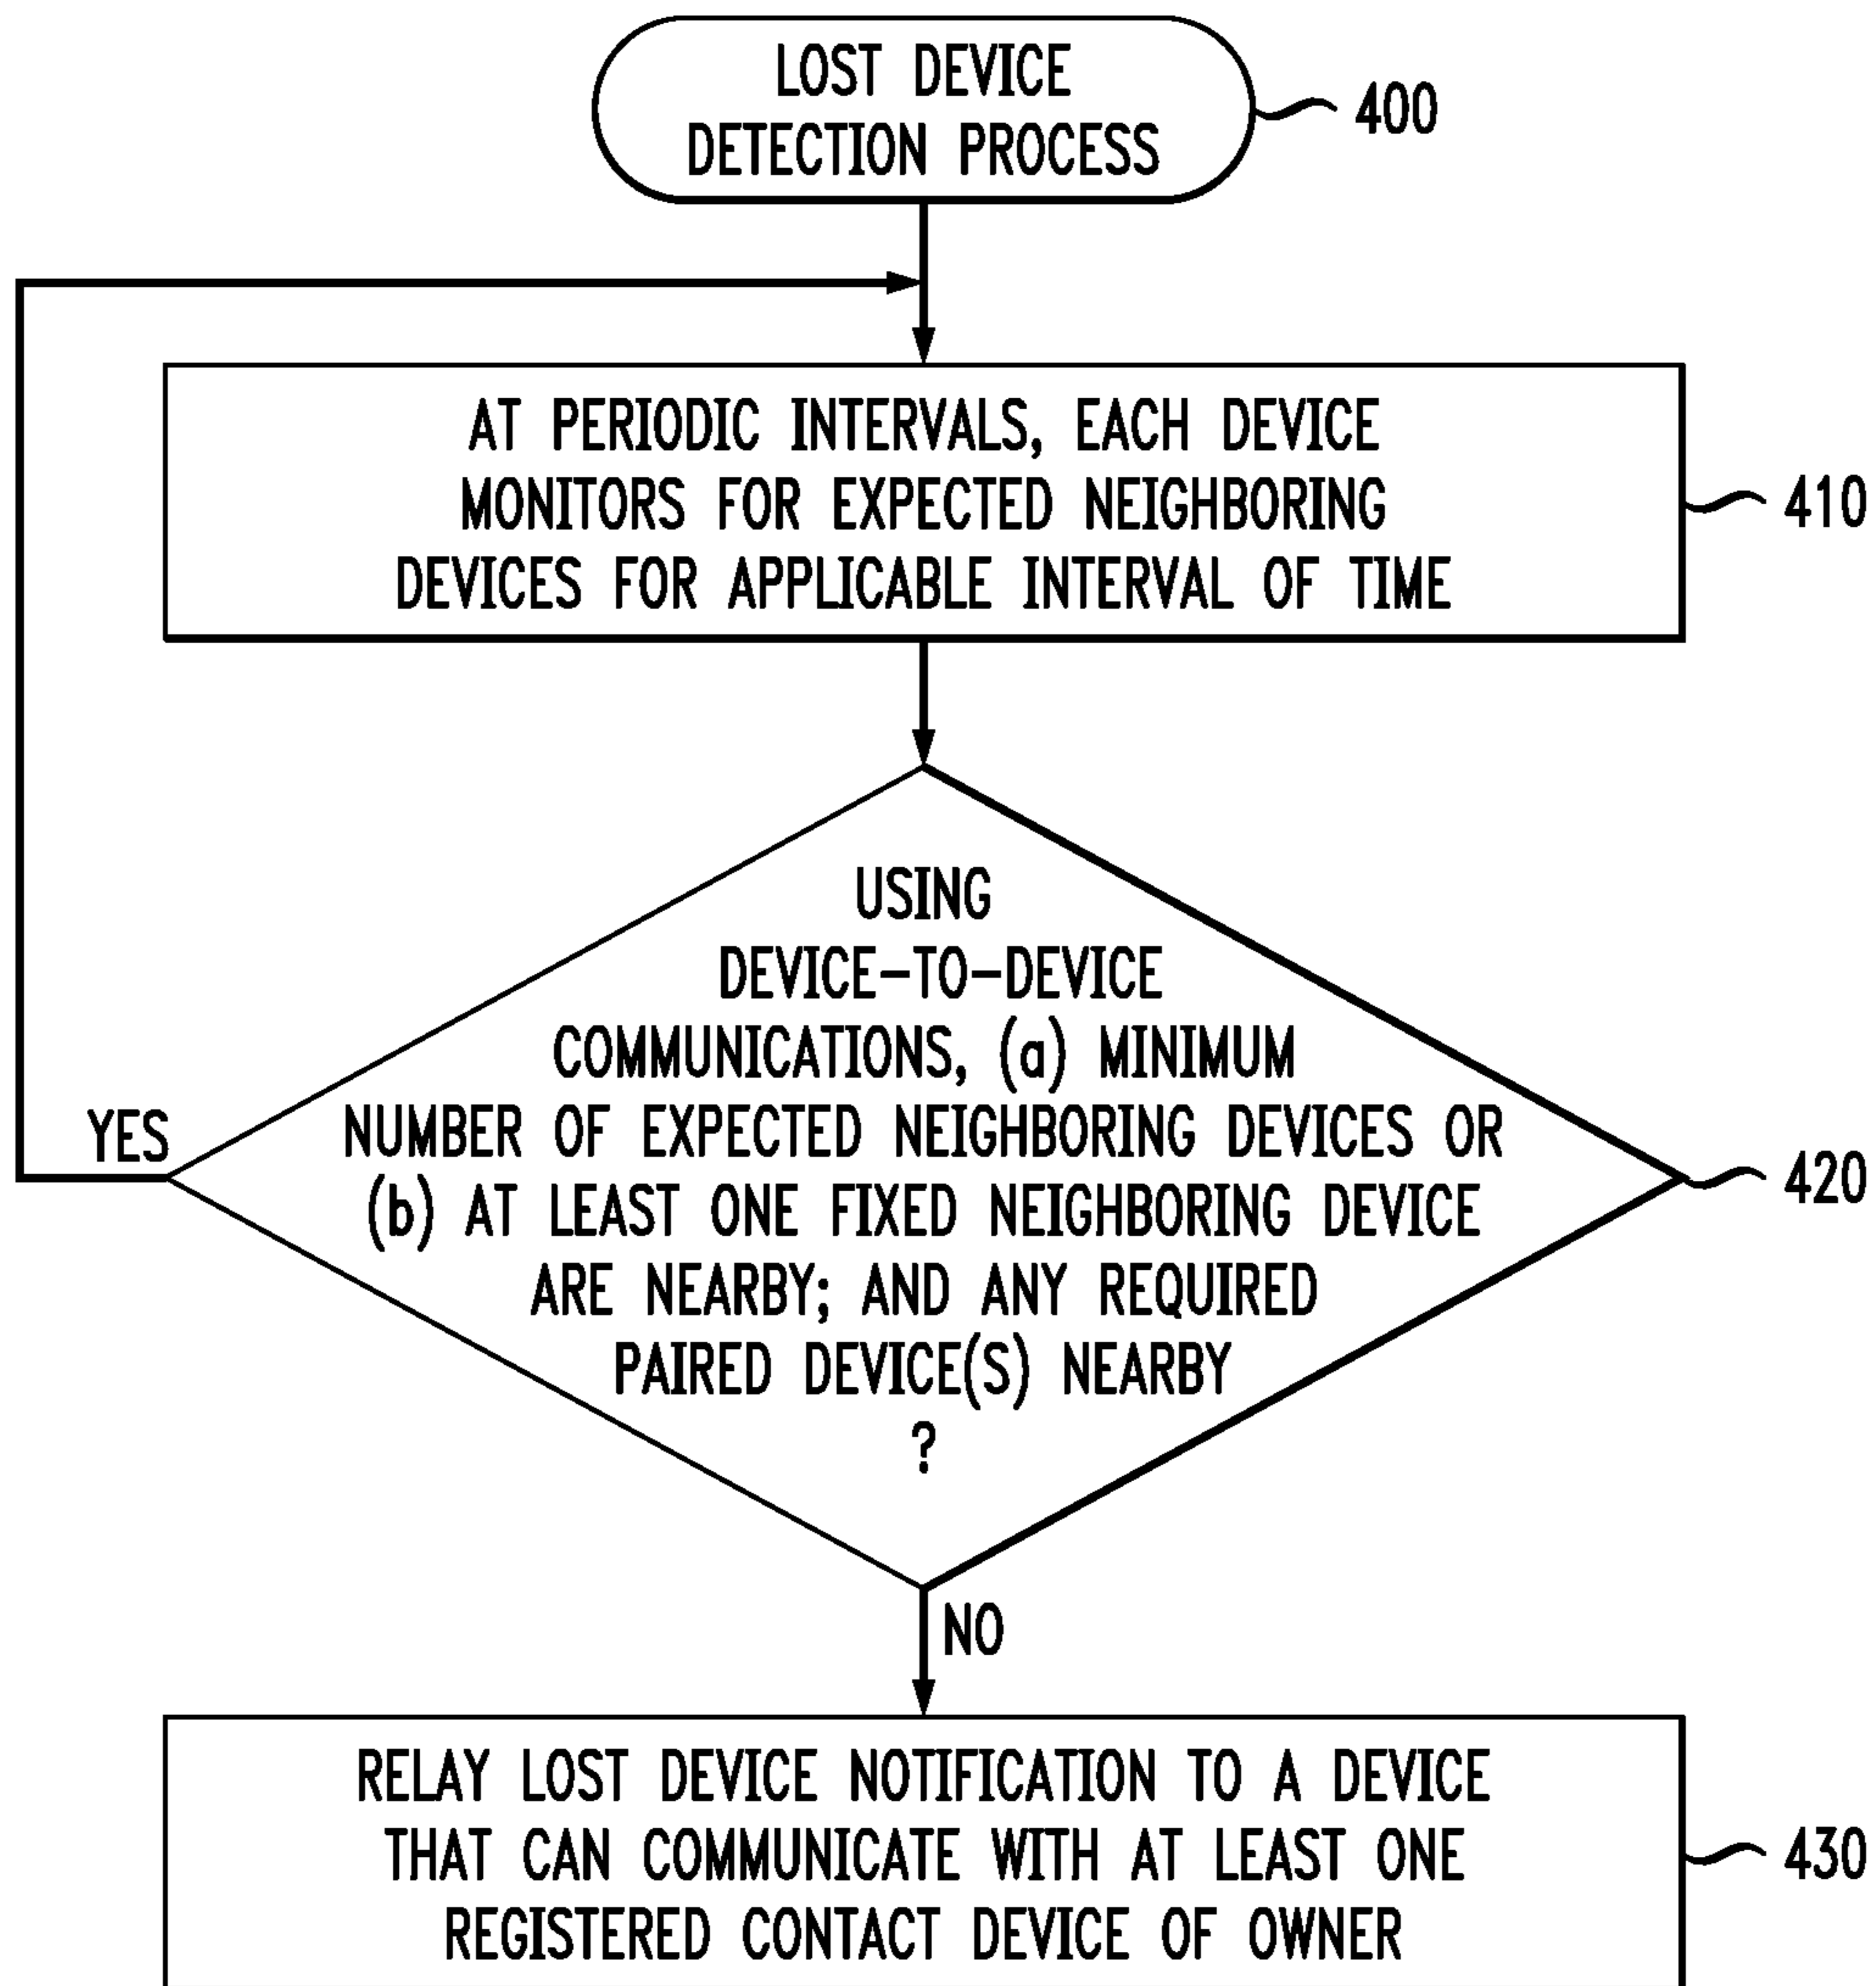 LOST DEVICE
DETECTION PROCESS
400
AT PERIODIC INTERVALS, EACH DEVICE
MONITORS FOR EXPECTED NEIGHBORING
DEVICES FOR APPLICABLE INTERVAL OF TIME
410
USING
DEVICE-TO-DEVICE
COMMUNICATIONS, (a) MINIMUM
NUMBER OF EXPECTED NEIGHBORING DEVICES OR
(b) AT LEAST ONE FIXED NEIGHBORING DEVICE
ARE NEARBY; AND ANY REQUIRED
PAIRED DEVICE(S) NEARBY
?
YES
420
NO
RELAY LOST DEVICE NOTIFICATION TO A DEVICE
THAT CAN COMMUNICATE WITH AT LEAST ONE
REGISTERED CONTACT DEVICE OF OWNER
430